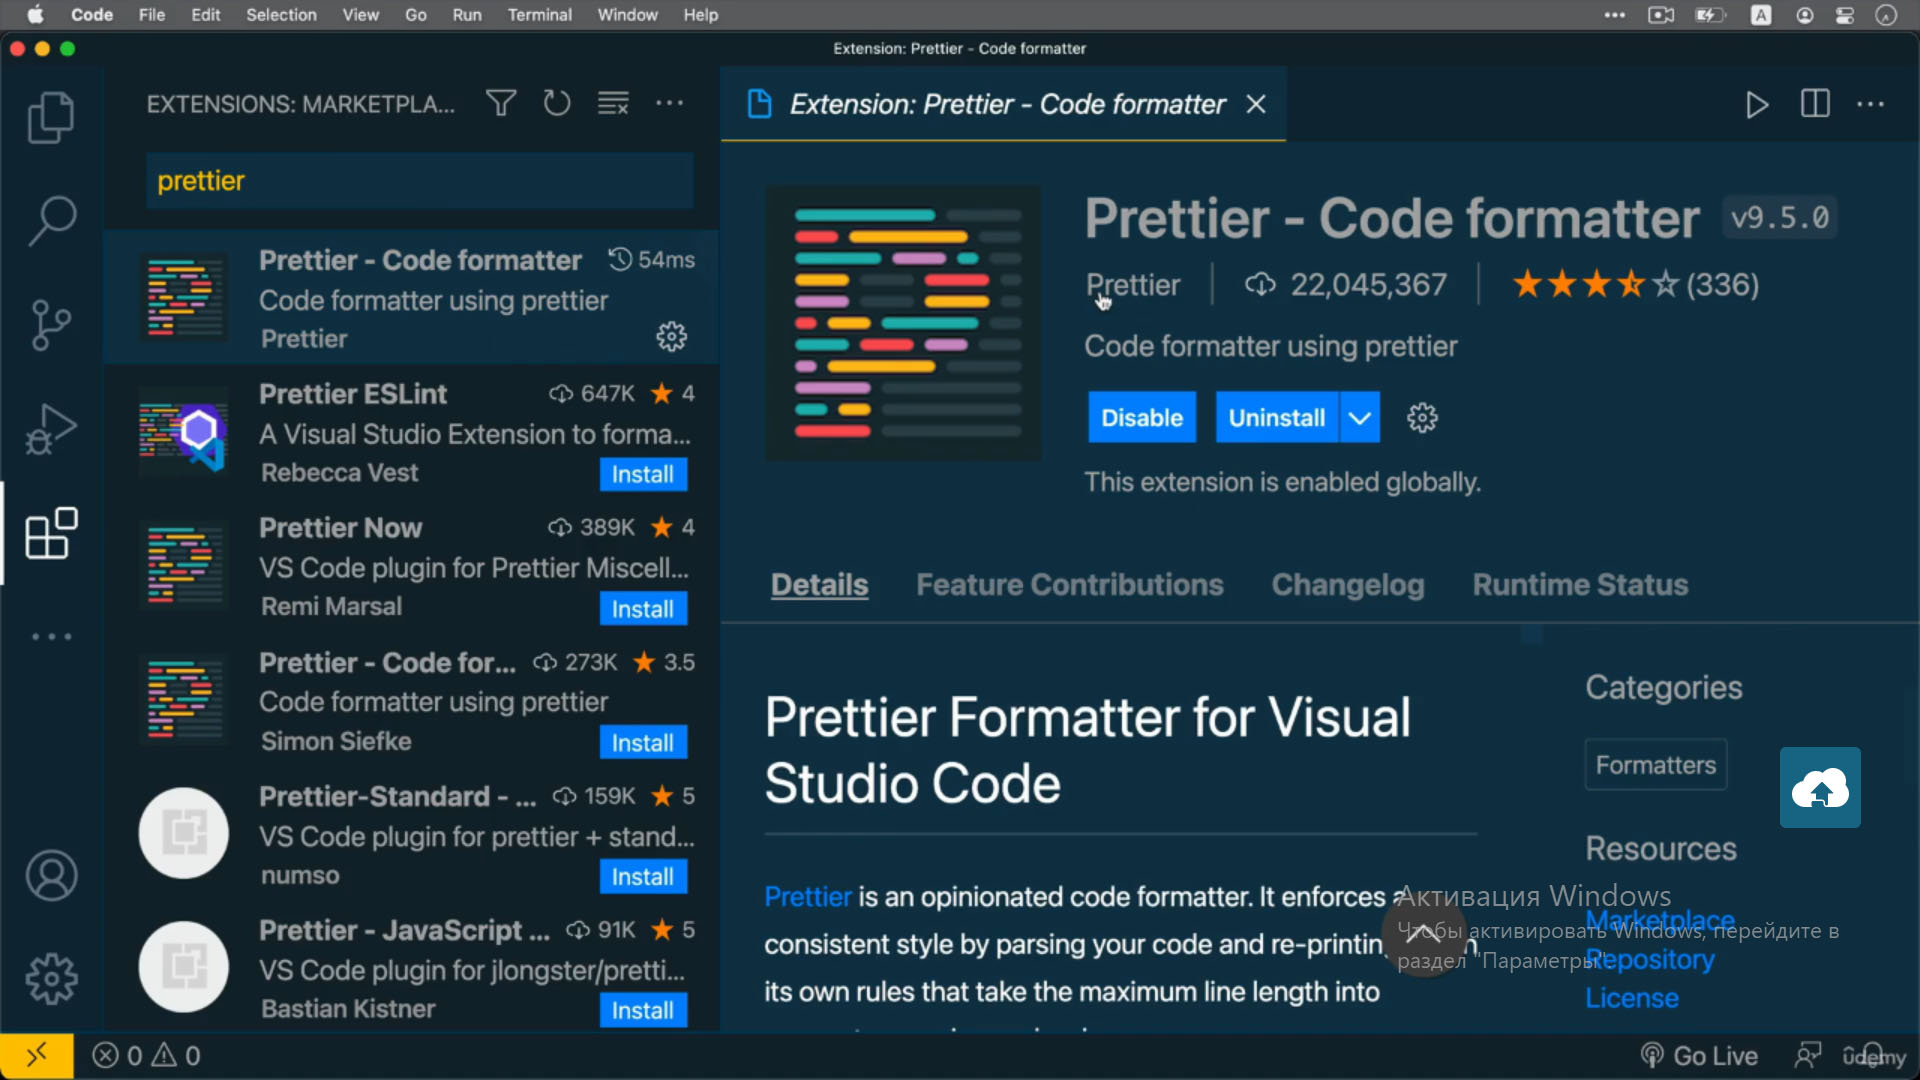 Code File Edit Selection View Go Run Terminal Window Help
A
Extension: Prettier - Code formatter
EXTENSIONS: MARKETPLA...
prettier
Prettier - Code formatter 54ms
Code formatter using prettier
Prettier
Prettier ESLint 647K 4
A Visual Studio Extension to forma...
Rebecca Vest Install
Prettier Now 389K 4
VS Code plugin for Prettier Miscell...
Remi Marsal Install
Prettier - Code for... 273K 3.5
Code formatter using prettier
Simon Siefke Install
Prettier-Standard - ... 159K 5
VS Code plugin for prettier + stand...
numso Install
Prettier - JavaScript ... 91K 5
VS Code plugin for jlongster/pretti...
Bastian Kistner Install
Extension: Prettier - Code formatter
Prettier - Code formatter v9.5.0
Prettier 22,045,367 (336)
Code formatter using prettier
Disable Uninstall
This extension is enabled globally.
Details Feature Contributions Changelog Runtime Status
Prettier Formatter for Visual
Studio Code
Prettier is an opinionated code formatter. It enforces a
consistent style by parsing your code and re-printin
its own rules that take the maximum line length into
Categories
Formatters
Resources
Marketplace
Repository
License
Активация Windows
Чтобы активировать Windows, перейдите в
раздел "Параметры".
0 0
Go Live
ûdemy